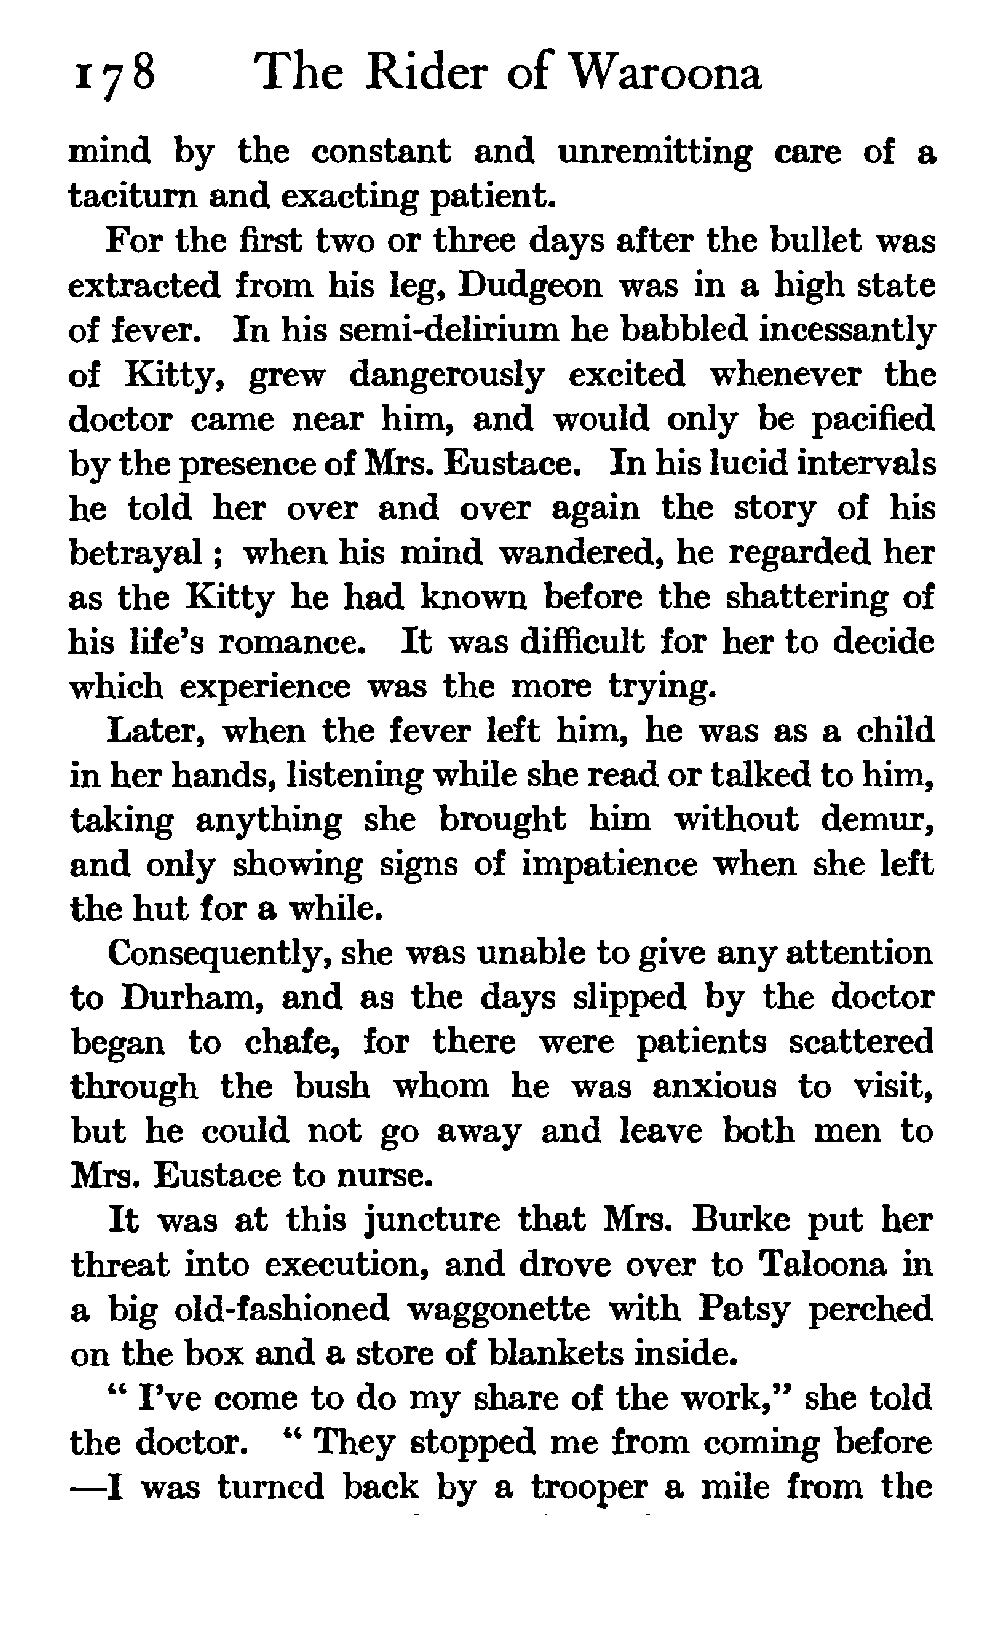 178 The Rider of Waroona
mind by the constant and unremitting care of a
taciturn and exacting patient.
For the first two or three days after the bullet was
extracted from his leg, Dudgeon was in a high state
of fever. In his semi-delirium he babbled incessantly
of Kitty, grew dangerously excited whenever the
doctor came near him, and would only be pacified
by the presence of Mrs. Eustace. In his lucid intervals
he told her over and over again the story of his
betrayal ; when his mind wandered, he regarded her
as the Kitty he had known before the shattering of
his life's romance. It was difficult for her to decide
which experience was the more trying.
Later, when the fever left him, he was as a child
in her hands, listening while she read or talked to him,
taking anything she brought him without demur,
and only showing signs of impatience when she left
the hut for a while.
Consequently, she was unable to give any attention
to Durham, and as the days slipped by the doctor
began to chafe, for there were patients scattered
through the bush whom he was anxious to visit,
but he could not go away and leave both men to
Mrs. Eustace to nurse.
It was at this juncture that Mrs. Burke put her
threat into execution, and drove over to Taloona in
a big old-fashioned waggonette with Patsy perched
on the box and a store of blankets inside.
“ I've come to do my share of the work,” she told
the doctor. “ They stopped me from coming before
—I was turned back by a trooper a mile from the